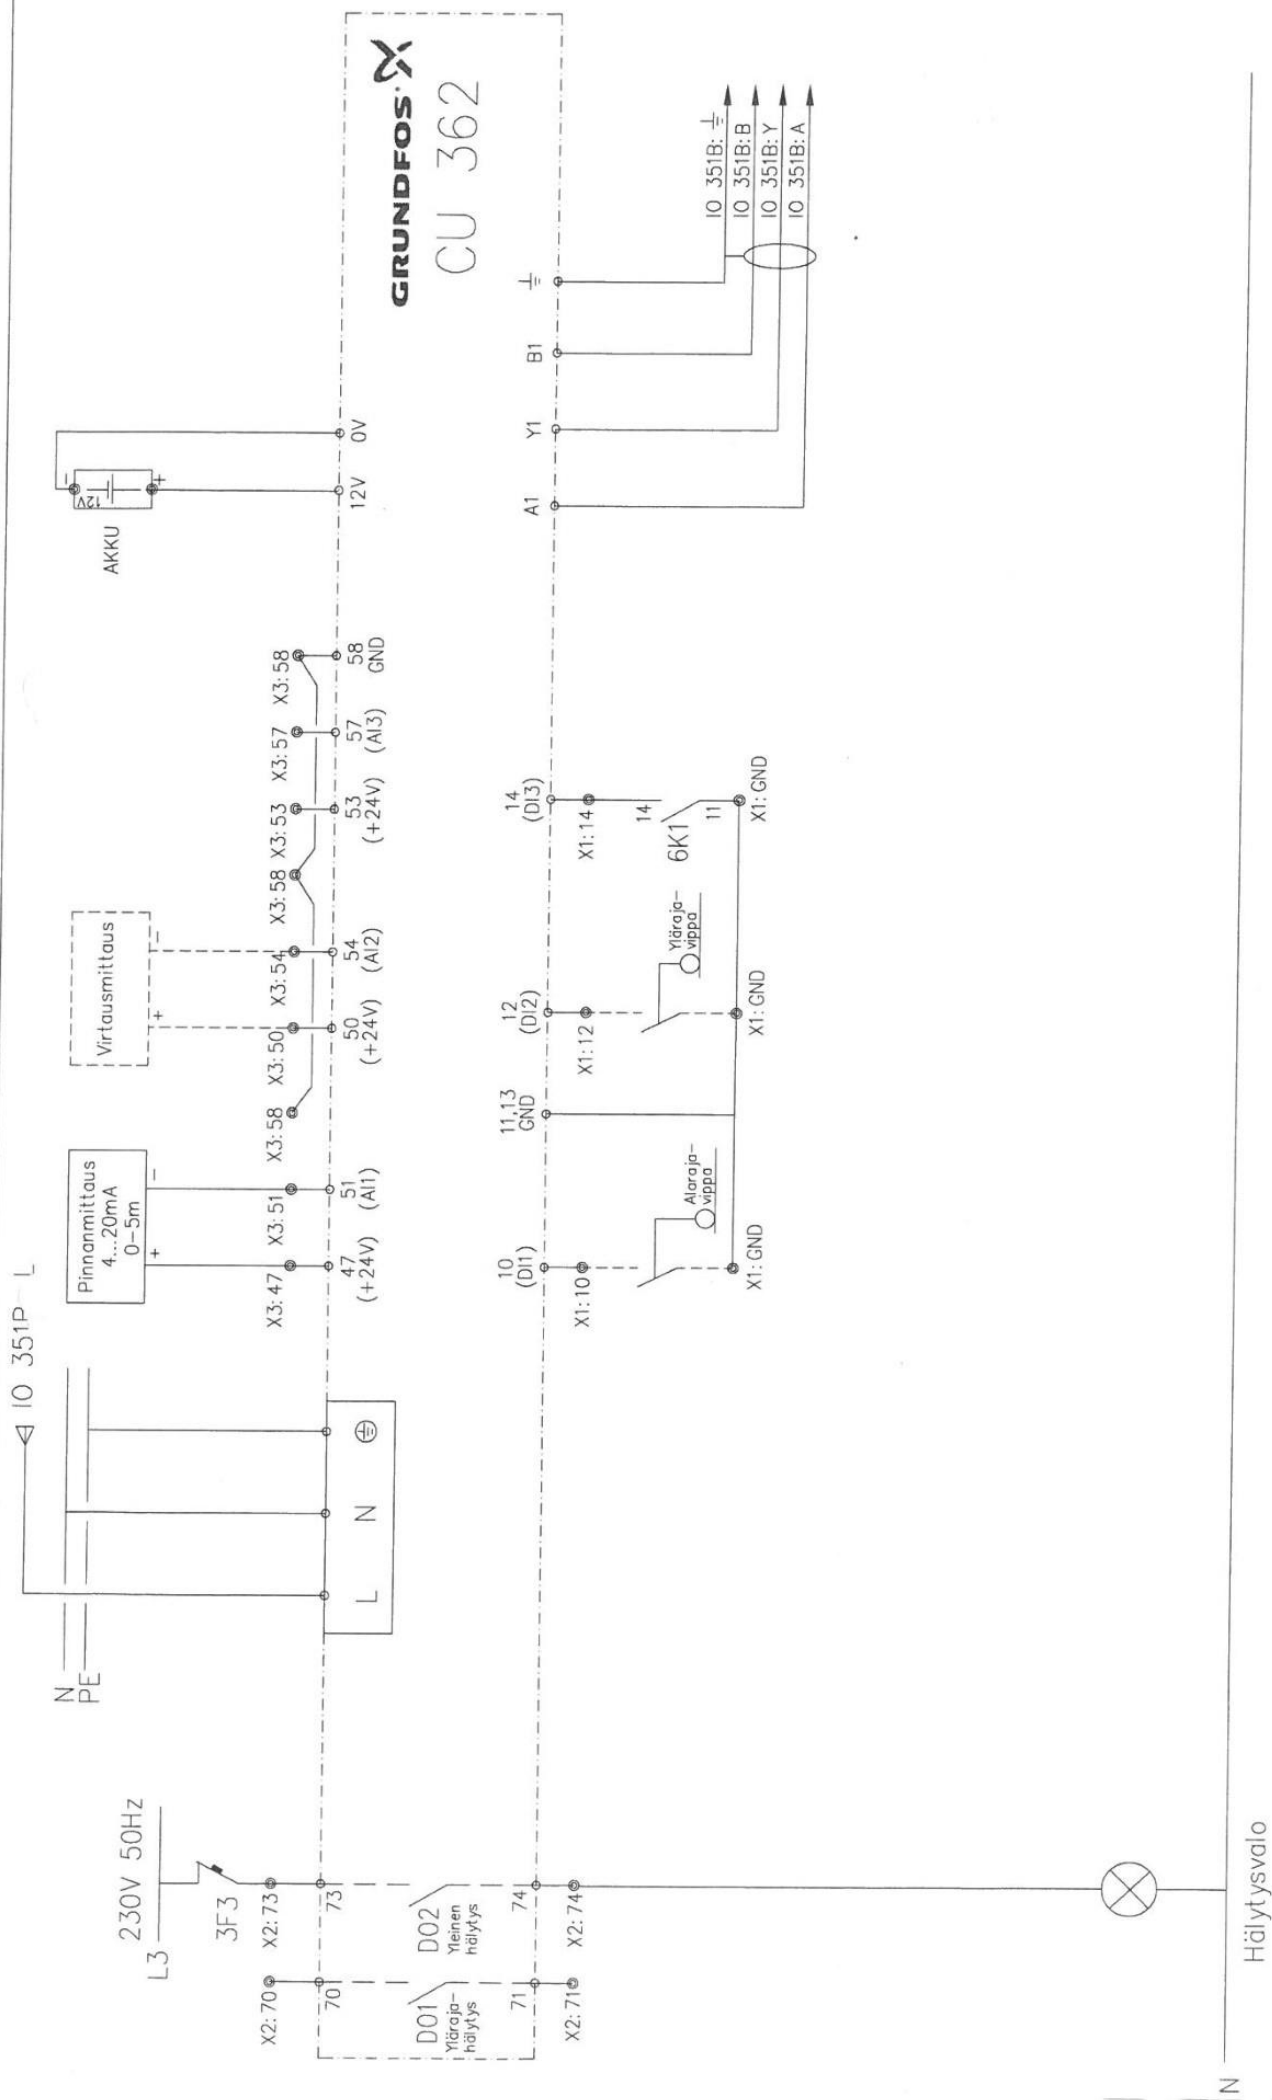 230V 50Hz
L3
3F3
X2:70
X2:73
70
73
DO1
Yläraja-
hälytys
DO2
Yleinen
hälytys
71
74
X2:71
X2:74
N
Hälytysvalo
N
PE
IO 351P L
L
N
Pinnanmittaus
4...20mA
0-5m
+
−
X3:47
X3:51
47
(+24V)
51
(AI1)
X3:58
Virtausmittaus
+
−
X3:50
X3:54
50
(+24V)
54
(AI2)
X3:58
X3:53
X3:57
X3:58
53
(+24V)
57
(AI3)
58
GND
AKKU
12V
+
−
12V
0V
GRUNDFOS
CU 362
10
(DI1)
X1:10
Alaraja-
vippa
X1:GND
11,13
GND
12
(DI2)
X1:12
Yläraja-
vippa
X1:GND
14
(DI3)
X1:14
14
6K1
11
X1:GND
A1
Y1
B1
IO 351B:
IO 351B:B
IO 351B:Y
IO 351B:A